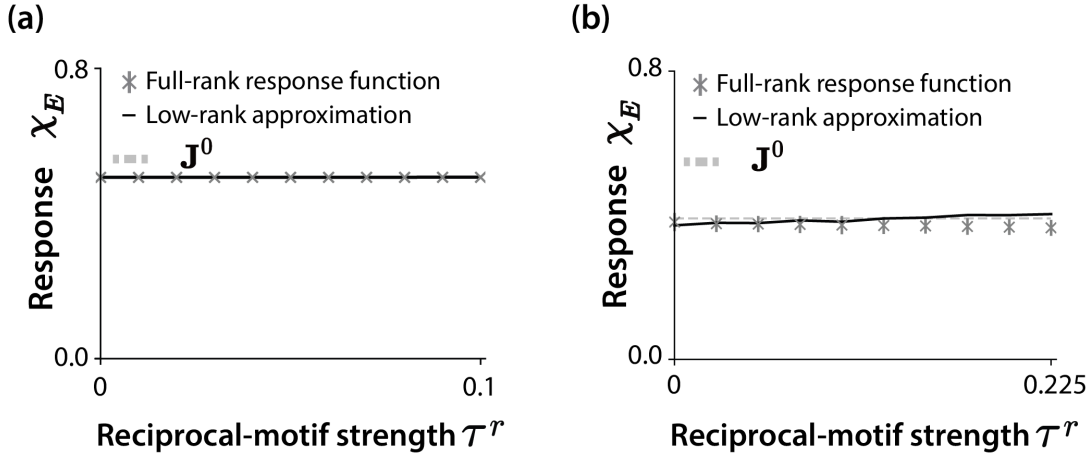 (a)
0.8
Full-rank response function
Low-rank approximation
J⁰
Response χ_E
0.0
0
0.1
Reciprocal-motif strength τ^r
(b)
0.8
Full-rank response function
Low-rank approximation
J⁰
Response χ_E
0.0
0
0.225
Reciprocal-motif strength τ^r